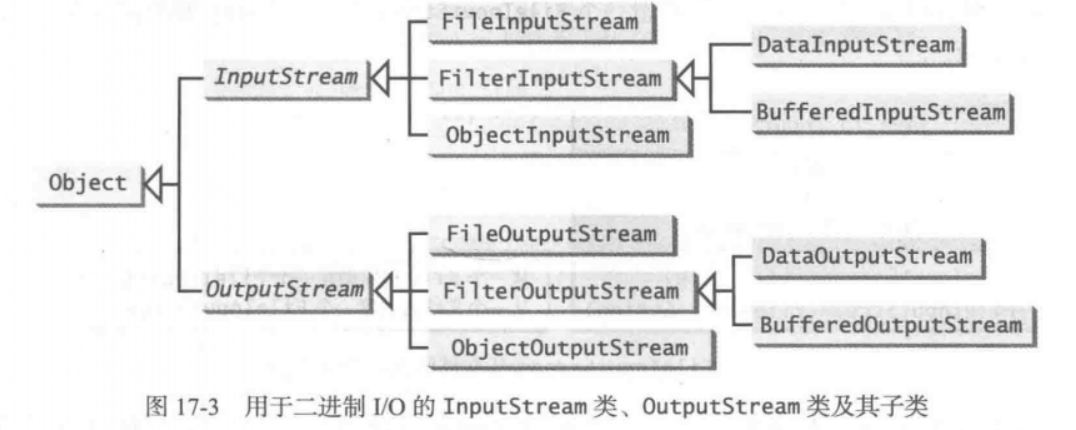 FileInputStream
DataInputStream
InputStream
FilterInputStream
BufferedInputStream
ObjectInputStream
Object
FileOutputStream
DataOutputStream
OutputStream
FilterOutputStream
BufferedOutputStream
ObjectOutputStream
图 17-3 用于二进制 I/O 的 InputStream 类、OutputStream 类及其子类